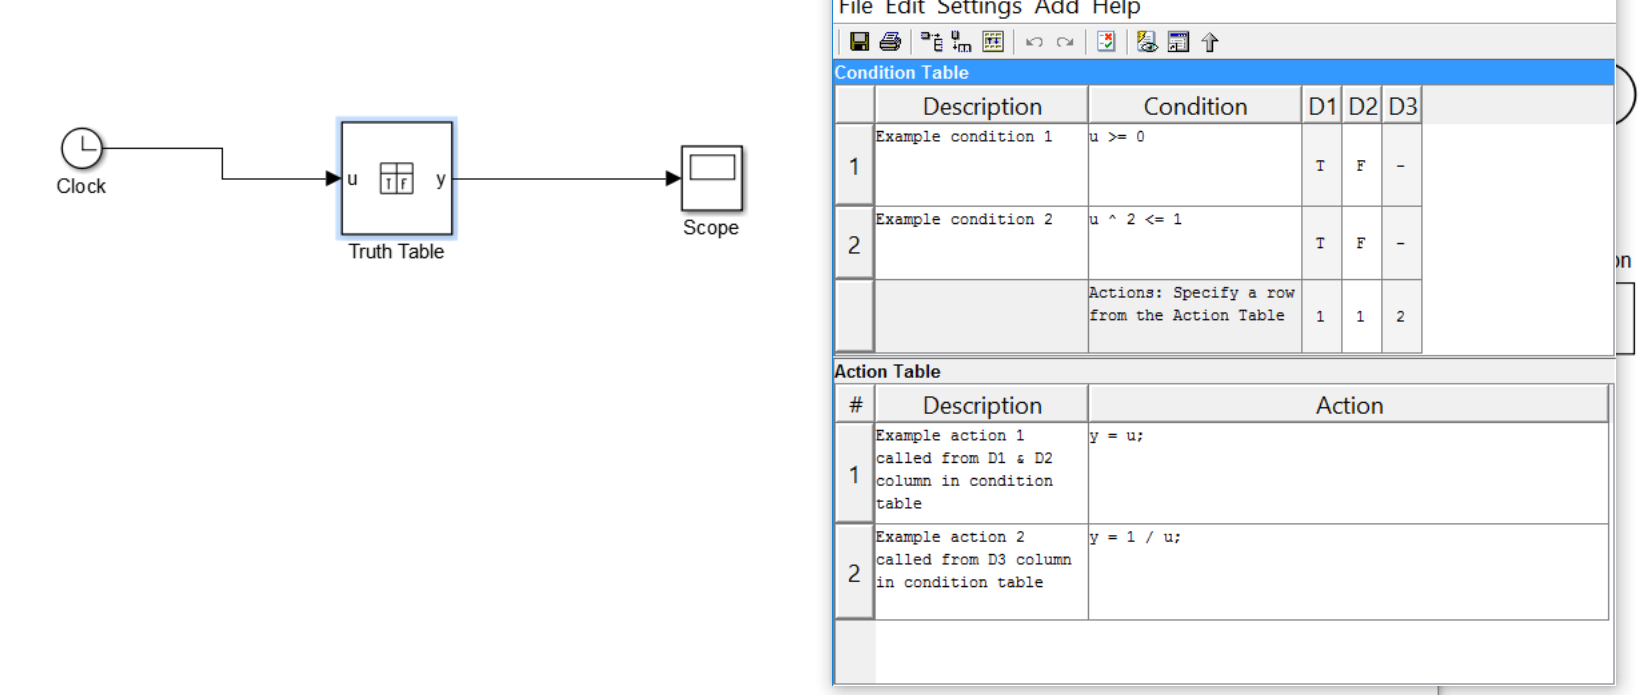 File Edit Settings Add Help
Condition Table
Description Condition D1 D2 D3
1 Example condition 1 u >= 0 T F -
2 Example condition 2 u ^ 2 <= 1 T F -
Actions: Specify a row
from the Action Table 1 1 2
Action Table
# Description Action
1 Example action 1
called from D1 & D2
column in condition
table
y = u;
2 Example action 2
called from D3 column
in condition table
y = 1 / u;
Clock
u T F y
Truth Table
Scope
on